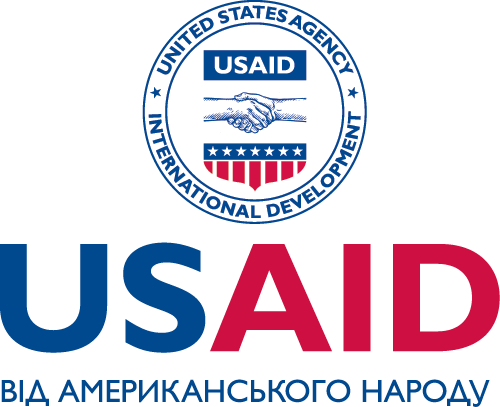 UNITED STATES AGENCY
USAID
INTERNATIONAL DEVELOPMENT
USAID
ВІД АМЕРИКАНСЬКОГО НАРОДУ